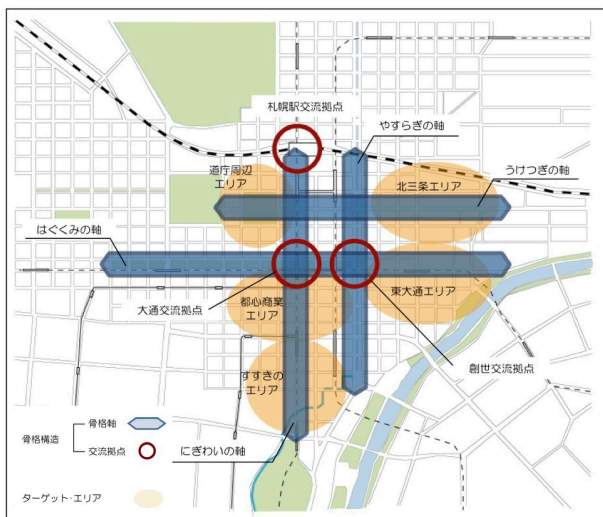 札幌駅交流拠点
やすらぎの軸
道庁周辺
エリア
北三条エリア
うけつぎの軸
はぐくみの軸
大通交流拠点
都心商業
エリア
東大通エリア
すすきの
エリア
創世交流拠点
骨格構造
骨格軸
交流拠点
にぎわいの軸
ターゲット・エリア